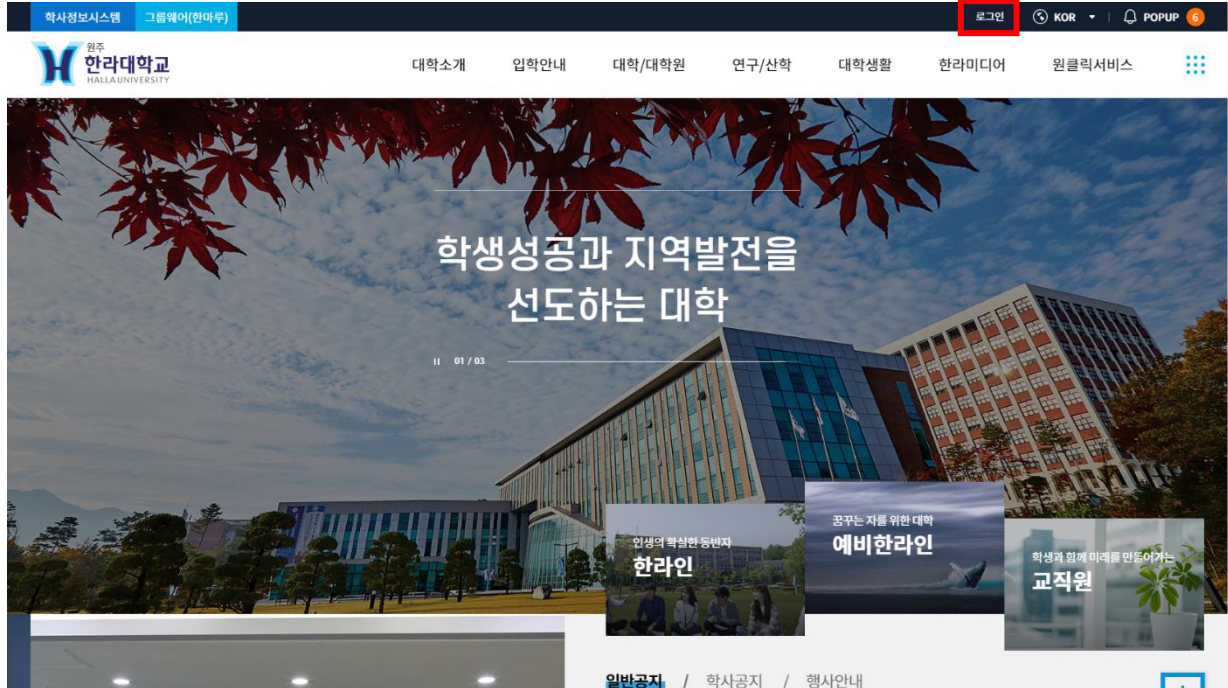 학사정보시스템
그룹웨어(한마루)
로그인
KOR
POPUP 6
원주
한라대학교
HALLA UNIVERSITY
대학소개
입학안내
대학/대학원
연구/산학
대학생활
한라미디어
원클릭서비스
학생성공과 지역발전을
선도하는 대학
01 / 03
인생의 확실한 동반자
한라인
꿈꾸는 자를 위한 대학
예비한라인
학생과 함께 미래를 만들어가는
교직원
일반공지 / 학사공지 / 행사안내